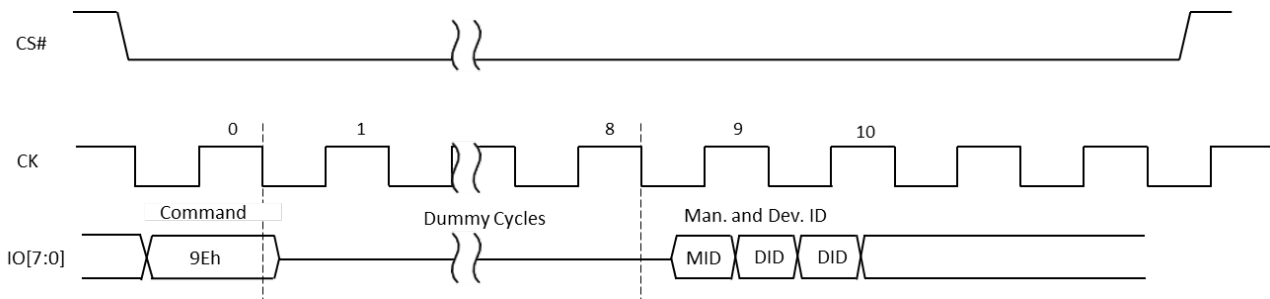 CS#
0 1 8 9 10
CK
Command Dummy Cycles Man. and Dev. ID
IO[7:0] 9Eh MID DID DID